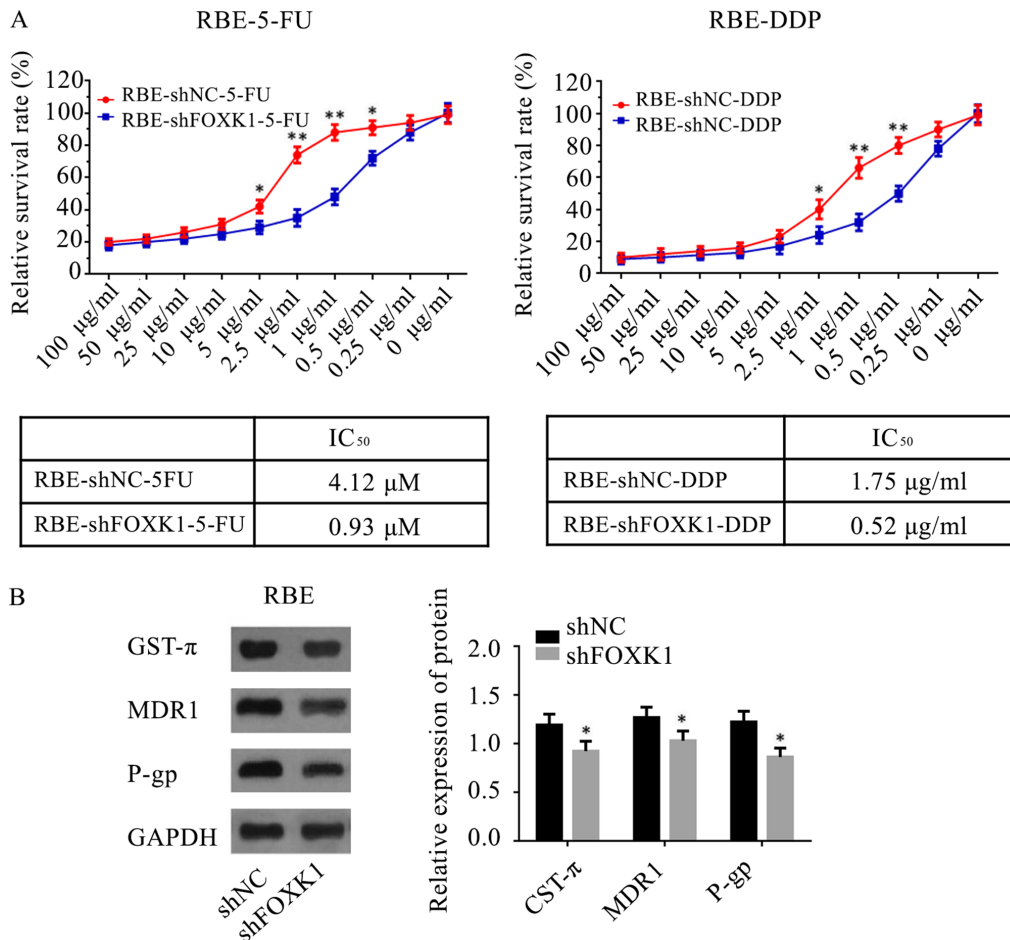 A
RBE-5-FU
Relative survival rate (%)
120
100
80
60
40
20
0
RBE-shNC-5-FU
RBE-shFOXK1-5-FU
*
**
**
*
100 µg/ml
50 µg/ml
25 µg/ml
10 µg/ml
5 µg/ml
2.5 µg/ml
1 µg/ml
0.5 µg/ml
0.25 µg/ml
0 µg/ml
RBE-DDP
Relative survival rate (%)
120
100
80
60
40
20
0
RBE-shNC-DDP
RBE-shNC-DDP
*
**
**
100 µg/ml
50 µg/ml
25 µg/ml
10 µg/ml
5 µg/ml
2.5 µg/ml
1 µg/ml
0.5 µg/ml
0.25 µg/ml
0 µg/ml
IC50
RBE-shNC-5FU 4.12 µM
RBE-shFOXK1-5-FU 0.93 µM
IC50
RBE-shNC-DDP 1.75 µg/ml
RBE-shFOXK1-DDP 0.52 µg/ml
B
RBE
GST-π
MDR1
P-gp
GAPDH
shNC
shFOXK1
Relative expression of protein
2.0
1.5
1.0
0.5
0.0
shNC
shFOXK1
*
*
*
CST-π
MDR1
P-gp